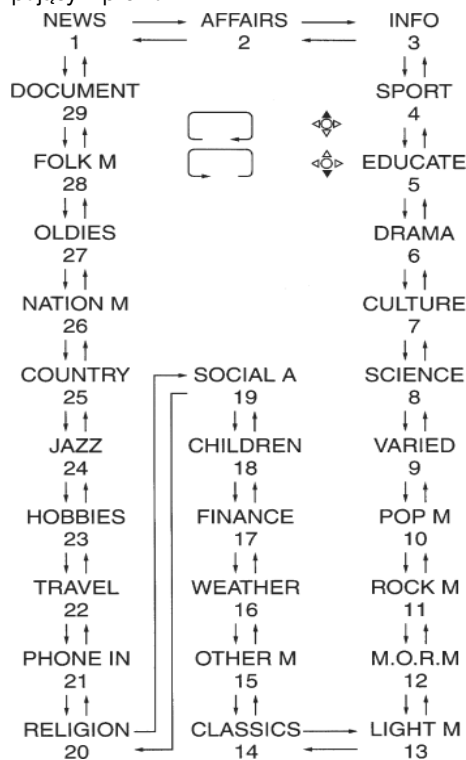 NEWS AFFAIRS INFO
1 2 3
DOCUMENT SPORT
29 4
FOLK M EDUCATE
28 5
OLDIES DRAMA
27 6
NATION M CULTURE
26 7
COUNTRY SOCIAL A SCIENCE
25 19 8
JAZZ CHILDREN VARIED
24 18 9
HOBBIES FINANCE POP M
23 17 10
TRAVEL WEATHER ROCK M
22 16 11
PHONE IN OTHER M M.O.R.M
21 15 12
RELIGION CLASSICS LIGHT M
20 14 13